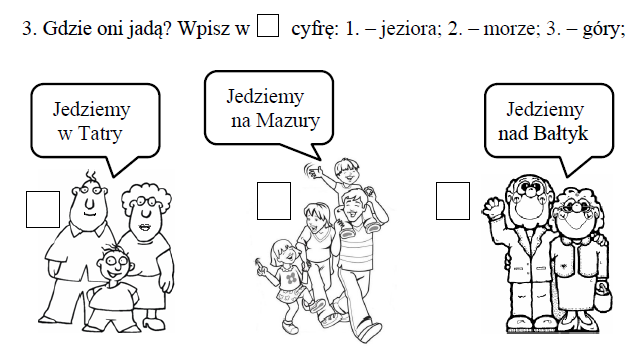 3. Gdzie oni jadą? Wpisz w □ cyfrę: 1. – jeziora; 2. – morze; 3. – góry;
Jedziemy
w Tatry
Jedziemy
na Mazury
Jedziemy
nad Bałtyk